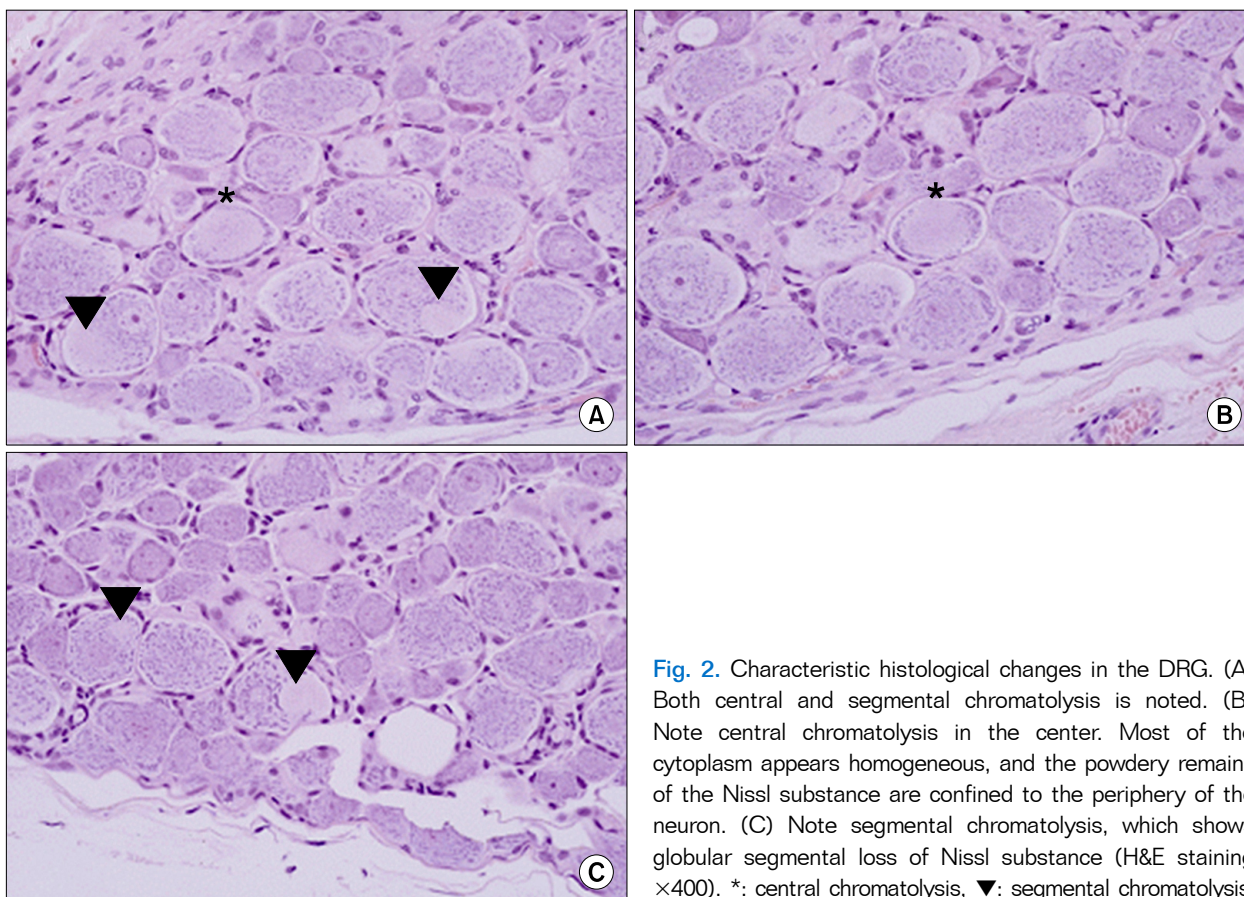 *
A
*
B
C
Fig. 2. Characteristic histological changes in the DRG. (A
Both central and segmental chromatolysis is noted. (B
Note central chromatolysis in the center. Most of the
cytoplasm appears homogeneous, and the powdery remain
of the Nissl substance are confined to the periphery of the
neuron. (C) Note segmental chromatolysis, which show
globular segmental loss of Nissl substance (H&E staining
×400). *: central chromatolysis, ▼: segmental chromatolysis